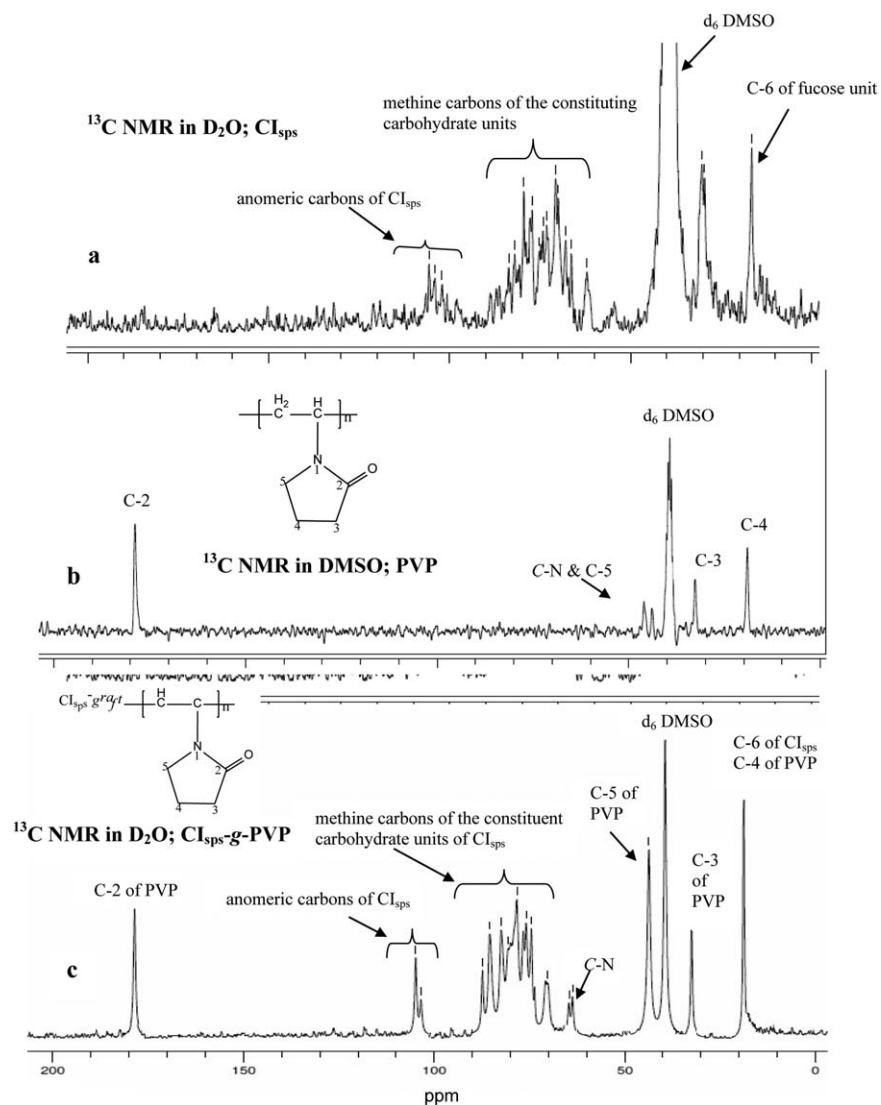 d₆ DMSO
C-6 of fucose unit
methine carbons of the constituting
carbohydrate units
¹³C NMR in D₂O; CIₛₚₛ
anomeric carbons of CIₛₚₛ
a
H₂
H
C
C
n
N
1
O
2
5
4
3
d₆ DMSO
C-2
C-4
C-3
¹³C NMR in DMSO; PVP
C-N & C-5
b
CIₛₚₛ-graft
H
C
C
n
N
1
O
2
5
4
3
d₆ DMSO
C-6 of CIₛₚₛ
C-4 of PVP
C-5 of
PVP
¹³C NMR in D₂O; CIₛₚₛ-g-PVP
methine carbons of the constituent
carbohydrate units of CIₛₚₛ
C-3
of
PVP
C-2 of PVP
anomeric carbons of CIₛₚₛ
C-N
c
200 150 100 50 0
ppm